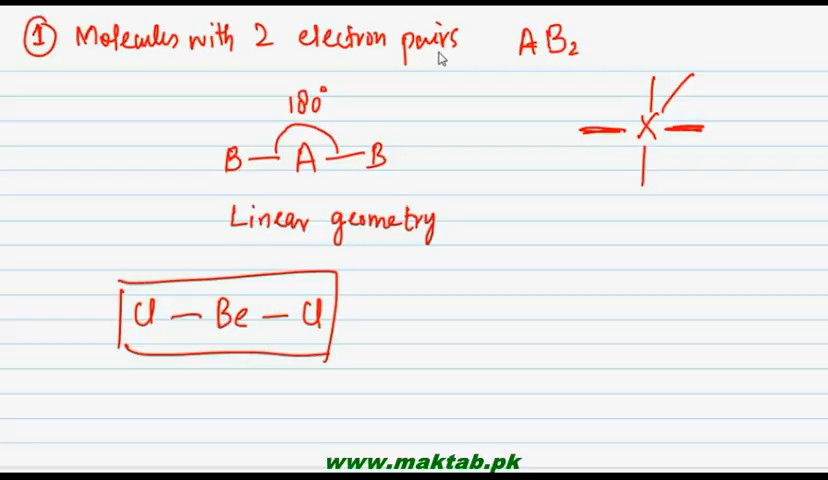 ① Molecules with 2 electron pairs AB₂
180°
B — A — B
X
Linear geometry
Cl — Be — Cl
www.maktab.pk